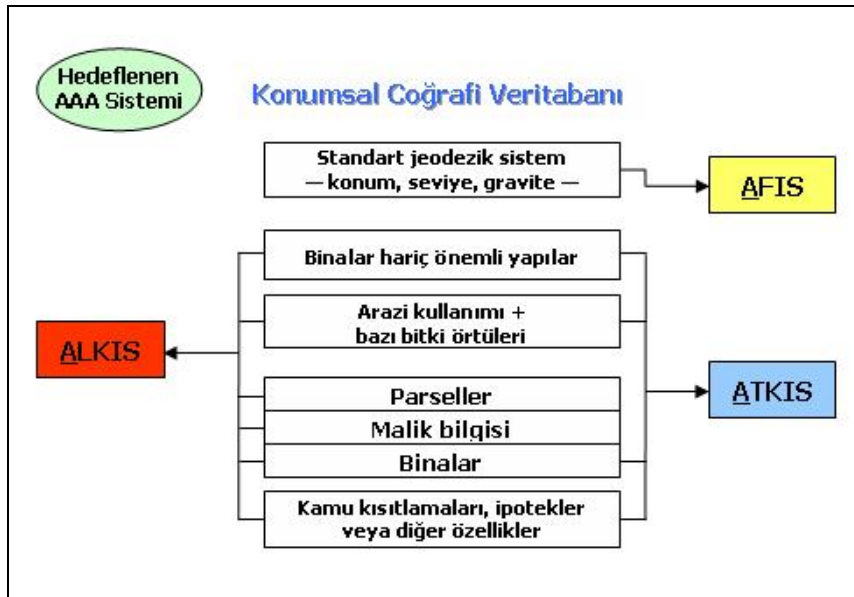 Hedeflenen
AAA Sistemi
Konumsal Coğrafi Veritabanı
Standart jeodezik sistem
— konum, seviye, gravite —
AFIS
Binalar hariç önemli yapılar
Arazi kullanımı +
bazı bitki örtüleri
ALKIS
ATKIS
Parseller
Malik bilgisi
Binalar
Kamu kısıtlamaları, ipotekler
veya diğer özellikler